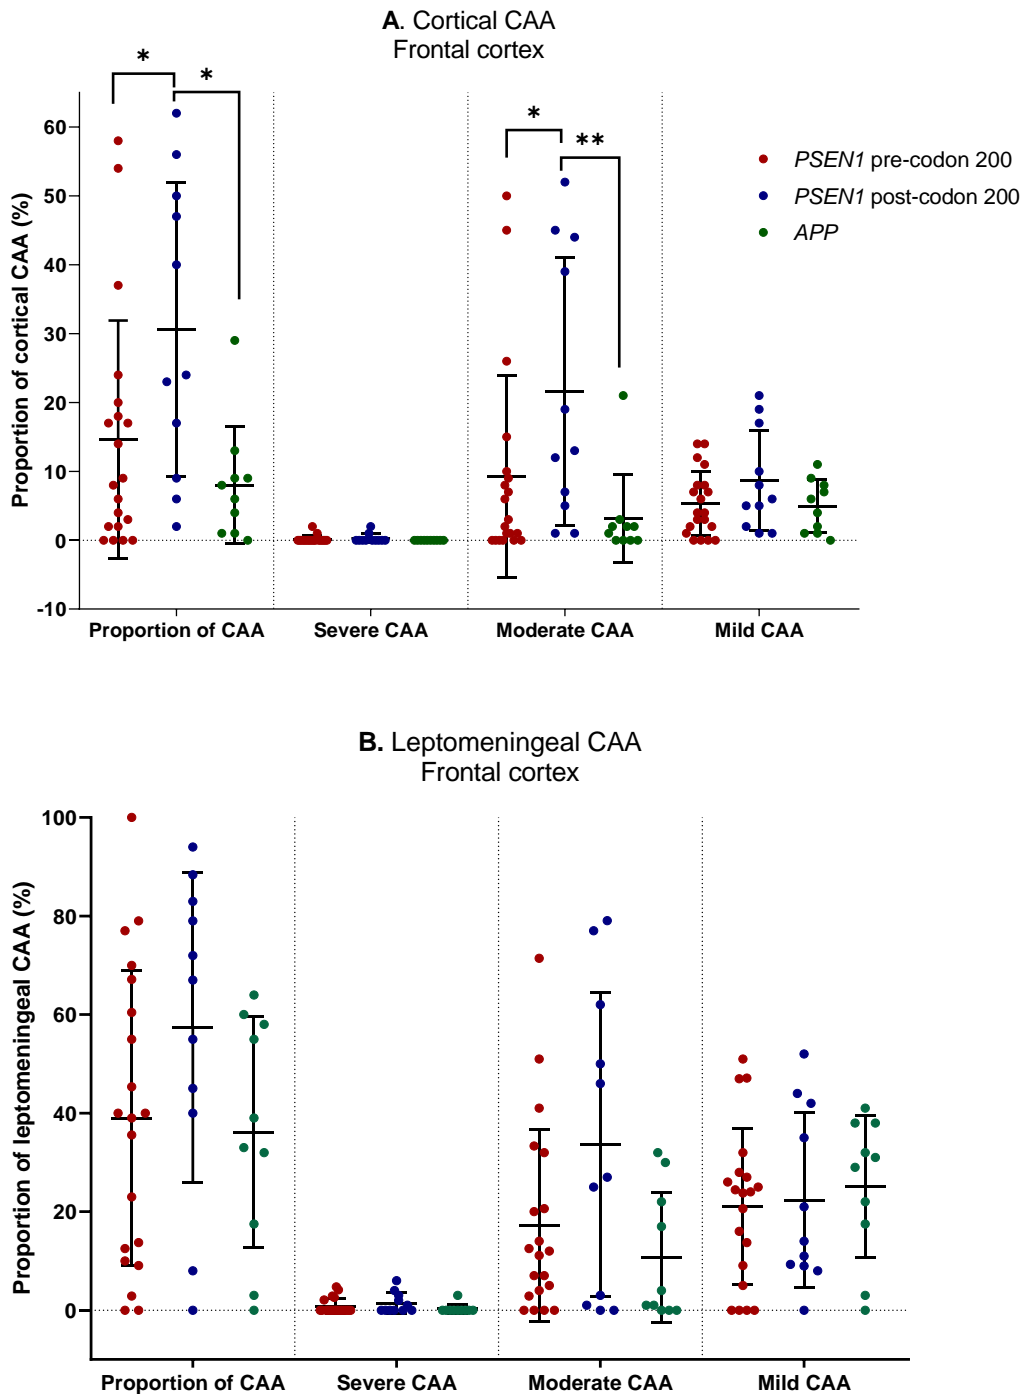 A. Cortical CAA
Frontal cortex
* *
* **
Proportion of cortical CAA (%)
60
50
40
30
20
10
0
-10
PSEN1 pre-codon 200
PSEN1 post-codon 200
APP
Proportion of CAA Severe CAA Moderate CAA Mild CAA
B. Leptomeningeal CAA
Frontal cortex
Proportion of leptomeningeal CAA (%)
100
80
60
40
20
0
Proportion of CAA Severe CAA Moderate CAA Mild CAA